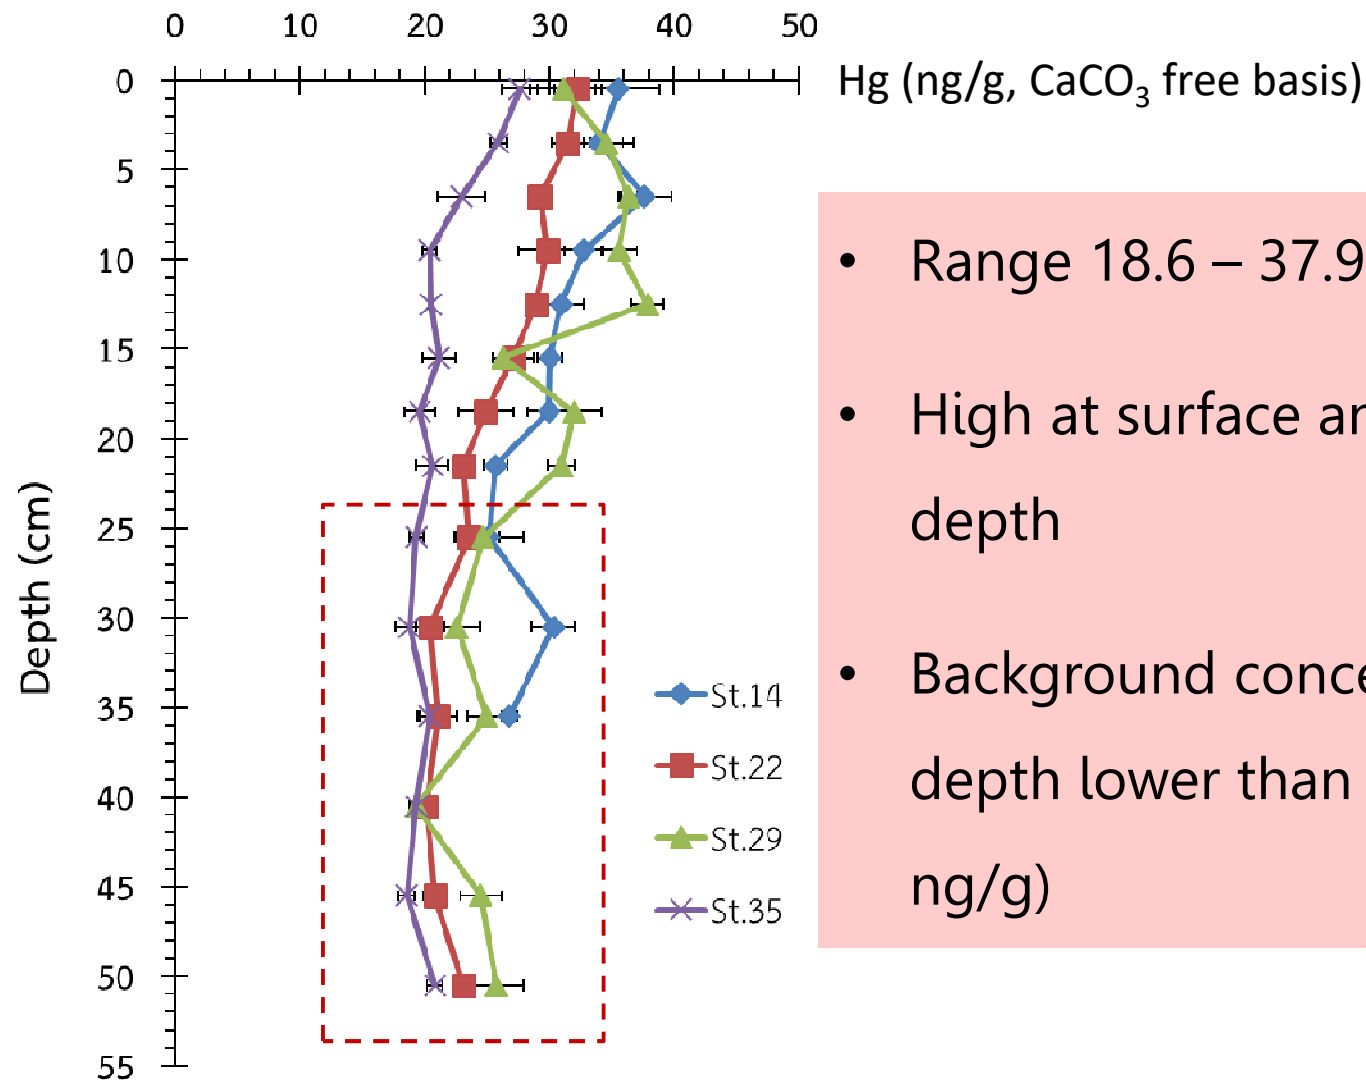 0 10 20 30 40 50
Hg (ng/g, CaCO₃ free basis)
0
5
10
15
20
25
30
35
40
45
50
55
Depth (cm)
St.14
St.22
St.29
St.35
• Range 18.6 – 37.9
• High at surface
depth
• Background
depth lower than
ng/g)